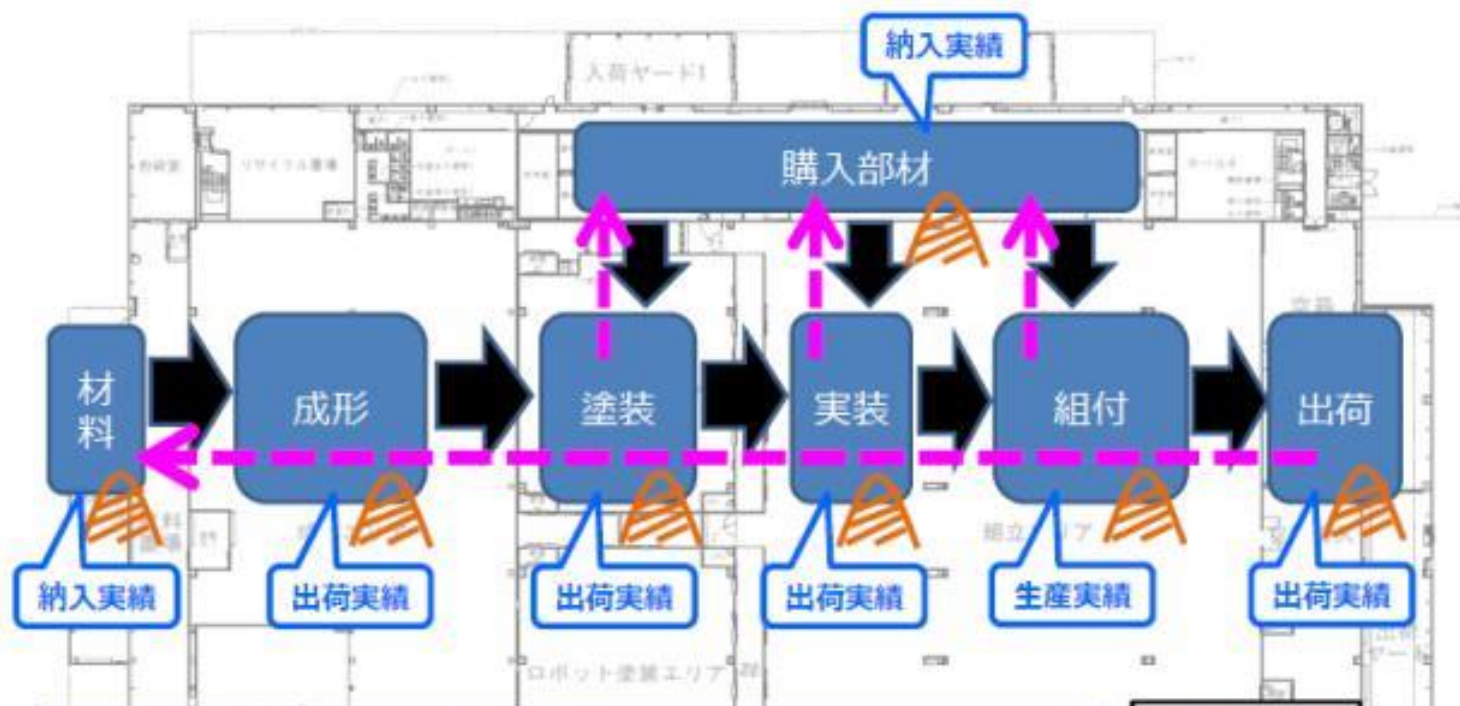 納入実績
入荷ヤード1
リサイクル置場
購入部材
材料
成形
塗装
実装
組付
出荷
組立エリア
納入実績
出荷実績
出荷実績
出荷実績
生産実績
出荷実績
ロボット塗装エリア